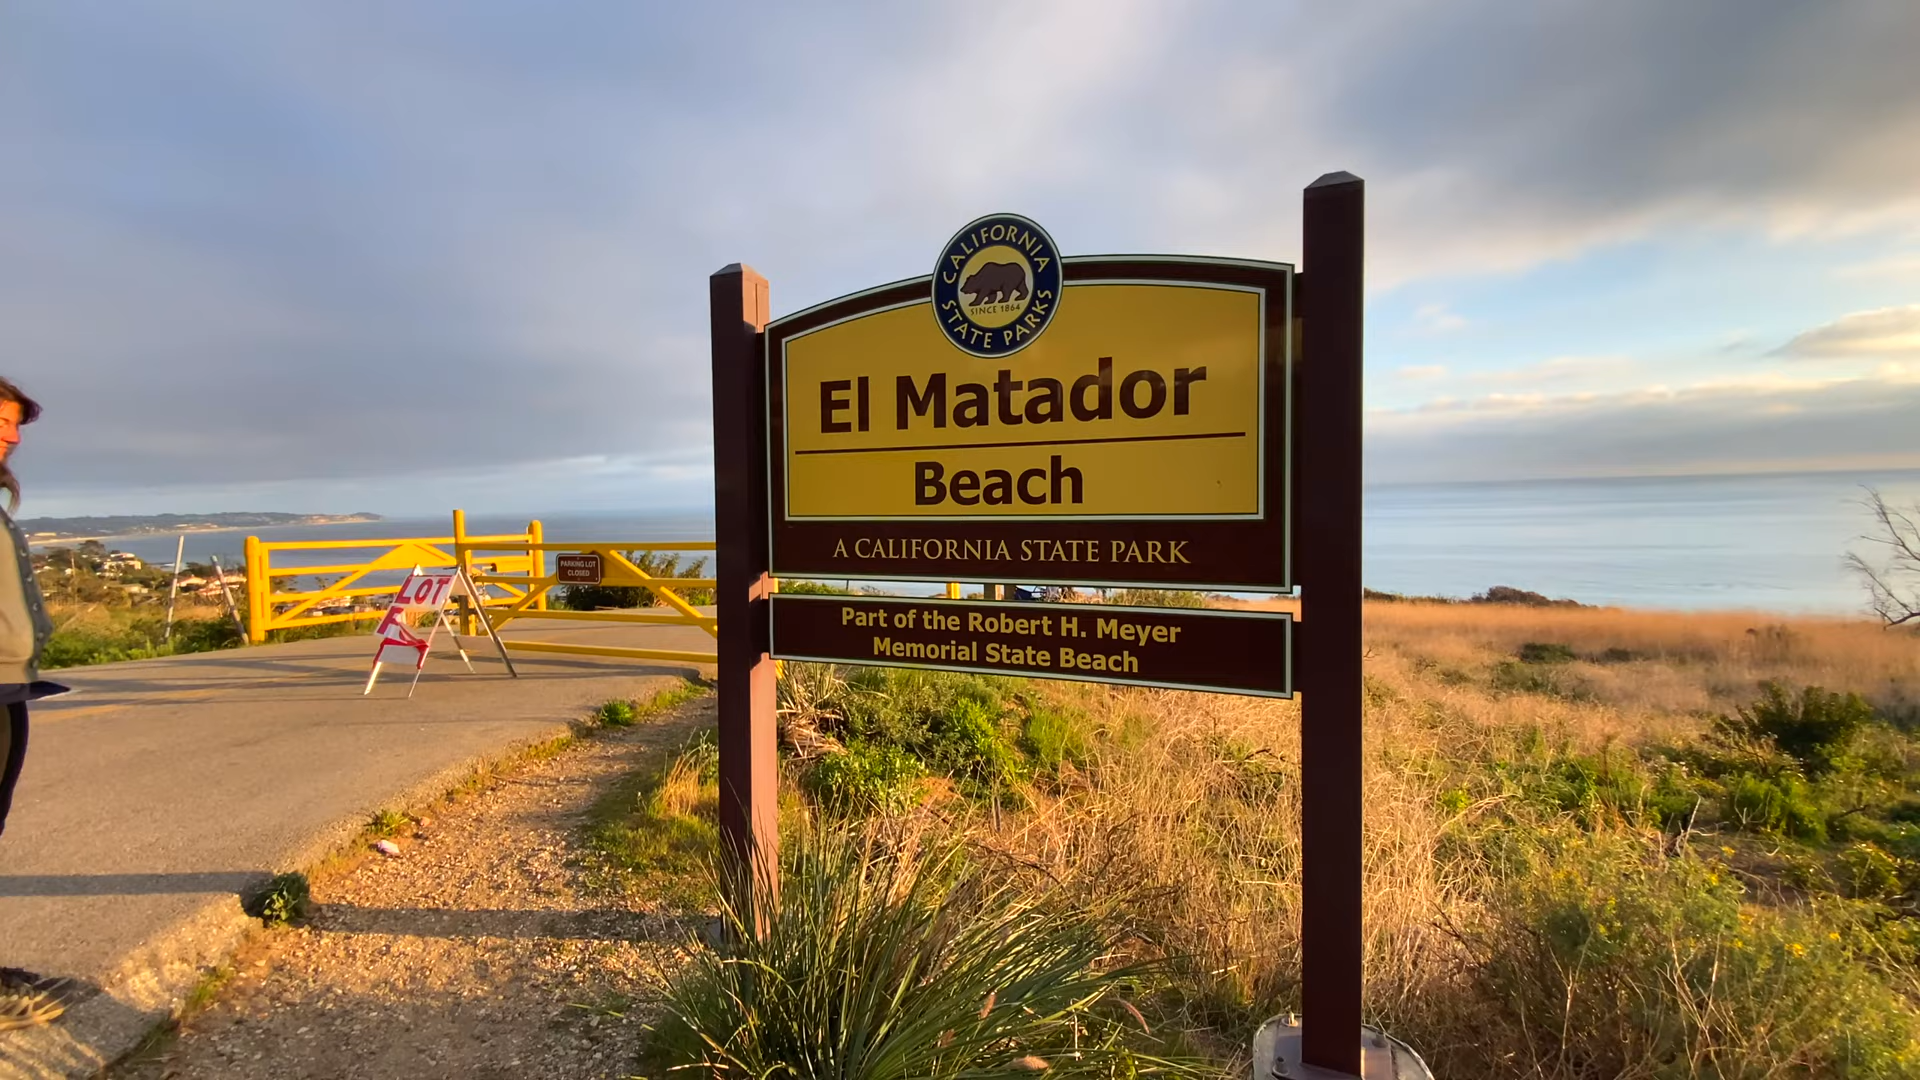 CALIFORNIA
SINCE 1864
STATE PARKS
El Matador
Beach
A CALIFORNIA STATE PARK
Part of the Robert H. Meyer
Memorial State Beach
PARKING LOT
CLOSED
LOT